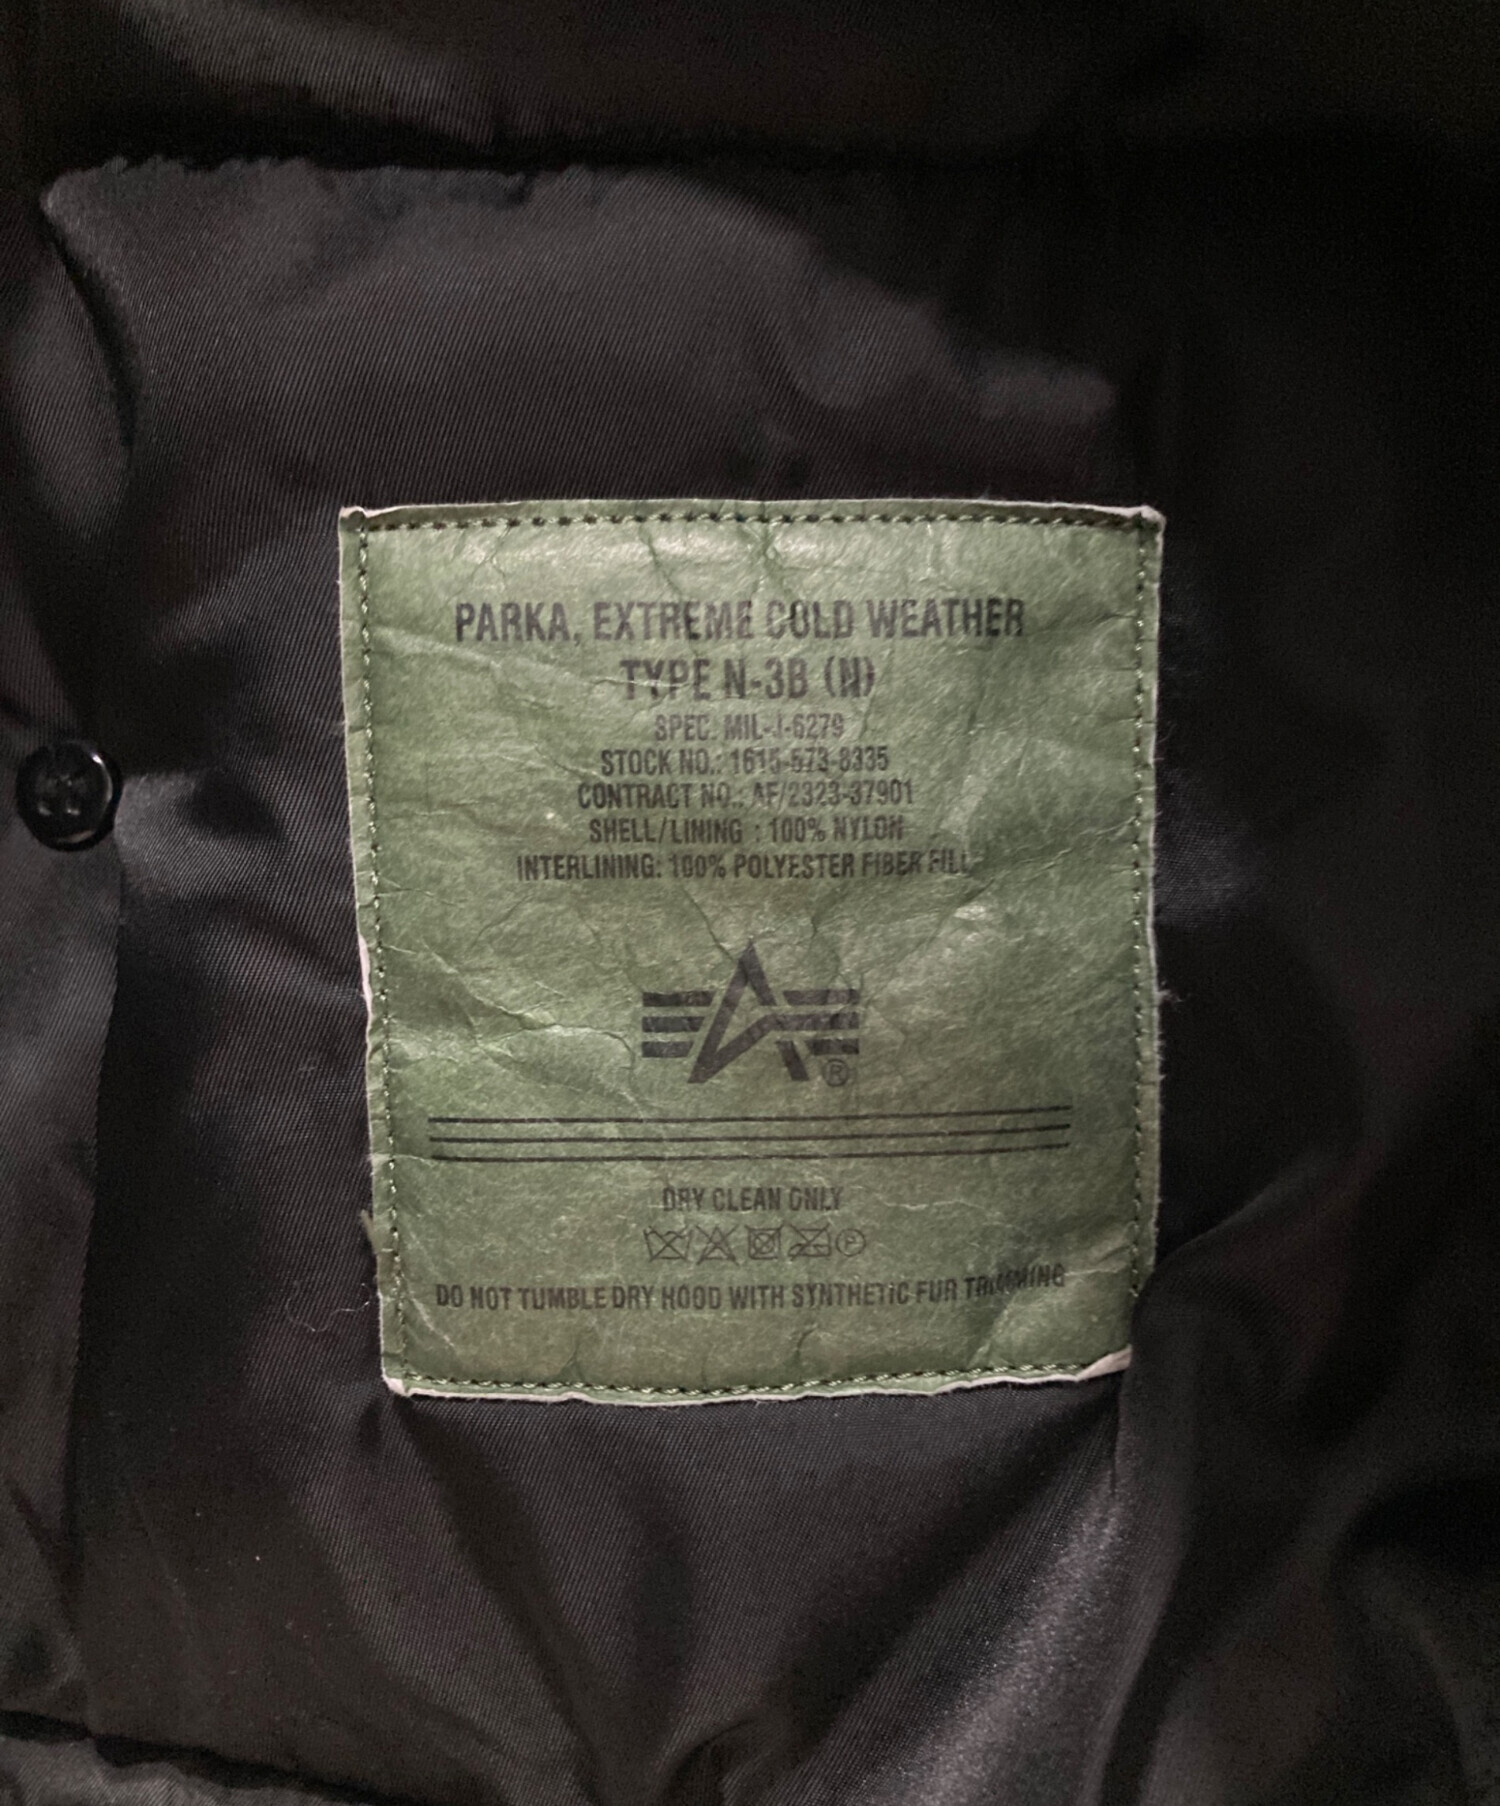 PARKA, EXTREME COLD WEATHER
TYPE N-3B (N)
SPEC. MIL-J-6279
STOCK NO.: 1615-573-8335
CONTRACT NO.: AF/2323-37901
SHELL/LINING : 100% NYLON
INTERLINING: 100% POLYESTER FIBER FILL
®
DRY CLEAN ONLY
P
DO NOT TUMBLE DRY HOOD WITH SYNTHETIC FUR TRIMMING